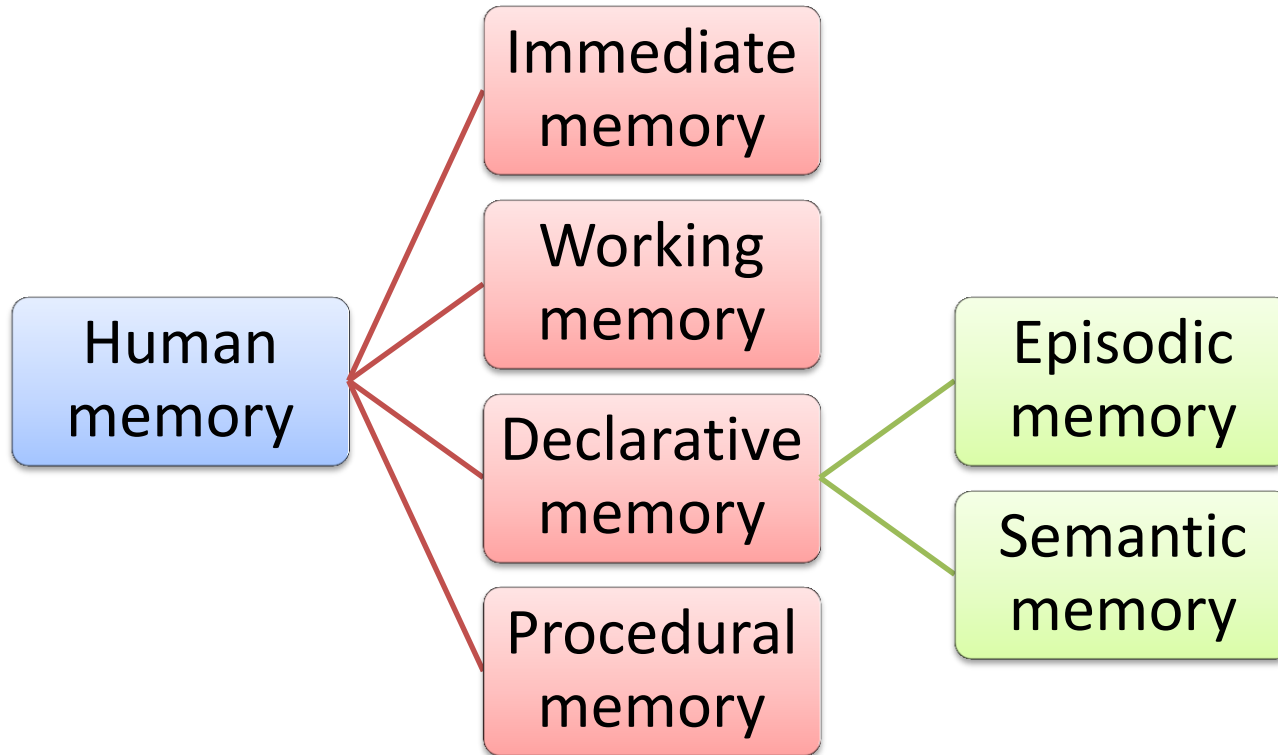 Human
memory
Immediate
memory
Working
memory
Declarative
memory
Procedural
memory
Episodic
memory
Semantic
memory